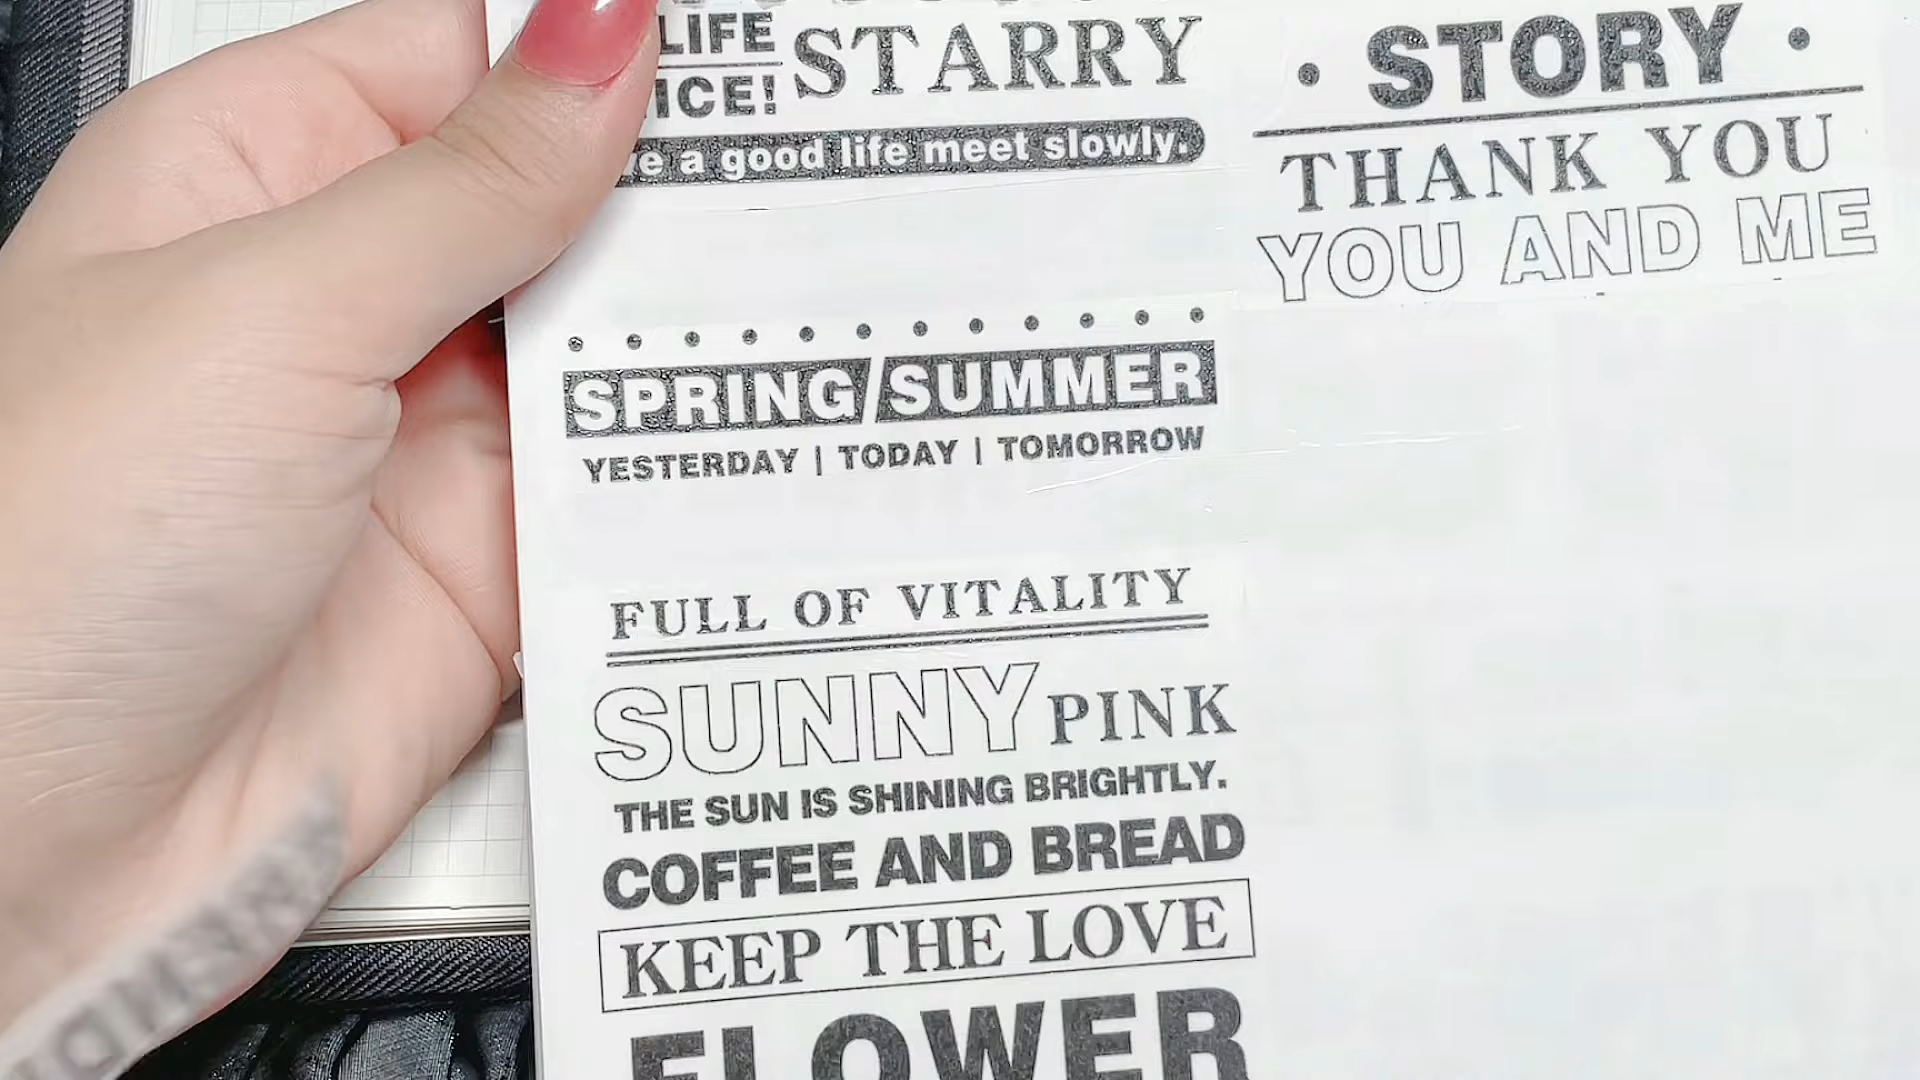 LIFE
STARRY
ICE!
e a good life meet slowly.
• STORY •
THANK YOU
YOU AND ME
SPRING/SUMMER
YESTERDAY | TODAY | TOMORROW
FULL OF VITALITY
SUNNY PINK
THE SUN IS SHINING BRIGHTLY.
COFFEE AND BREAD
KEEP THE LOVE
FLOWER